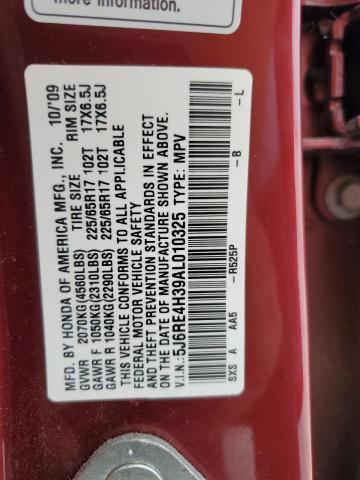 more information.
MFD. BY HONDA OF AMERICA MFG., INC. 10/'09
TIRE SIZE RIM SIZE
GVWR 2070KG(4560LBS)
GAWR F 1050KG(2310LBS) 225/65R17 102T 17X6.5J
GAWR R 1040KG(2290LBS) 225/65R17 102T 17X6.5J
THIS VEHICLE CONFORMS TO ALL APPLICABLE
FEDERAL MOTOR VEHICLE SAFETY, BUMPER,
AND THEFT PREVENTION STANDARDS IN EFFECT
ON THE DATE OF MANUFACTURE SHOWN ABOVE.
V.I.N.:5J6RE4H39AL010325 TYPE: MPV
SXS A AA5 -R525P -B -L